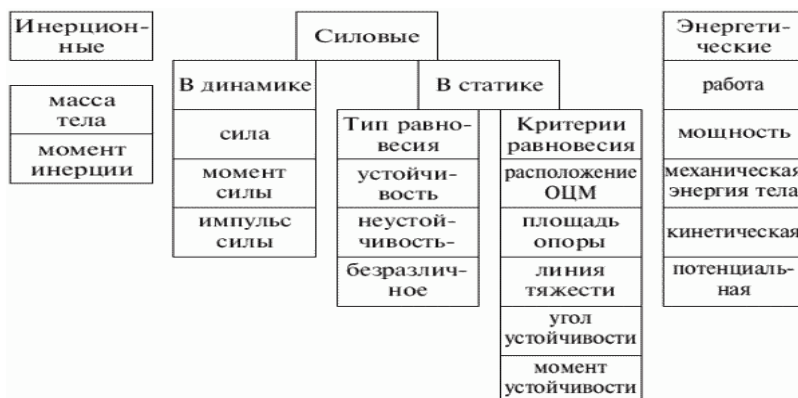 Инерцион-
ные
масса
тела
момент
инерции
Силовые
В динамике
сила
момент
силы
импульс
силы
В статике
Тип равно-
весия
устойчи-
вость
неустой-
чивость-
безразлич-
ное
Критерии
равновесия
расположение
ОЦМ
площадь
опоры
линия
тяжести
угол
устойчивости
момент
устойчивости
Энергети-
ческие
работа
мощность
механическая
энергия тела
кинетическая
потенциаль-
ная